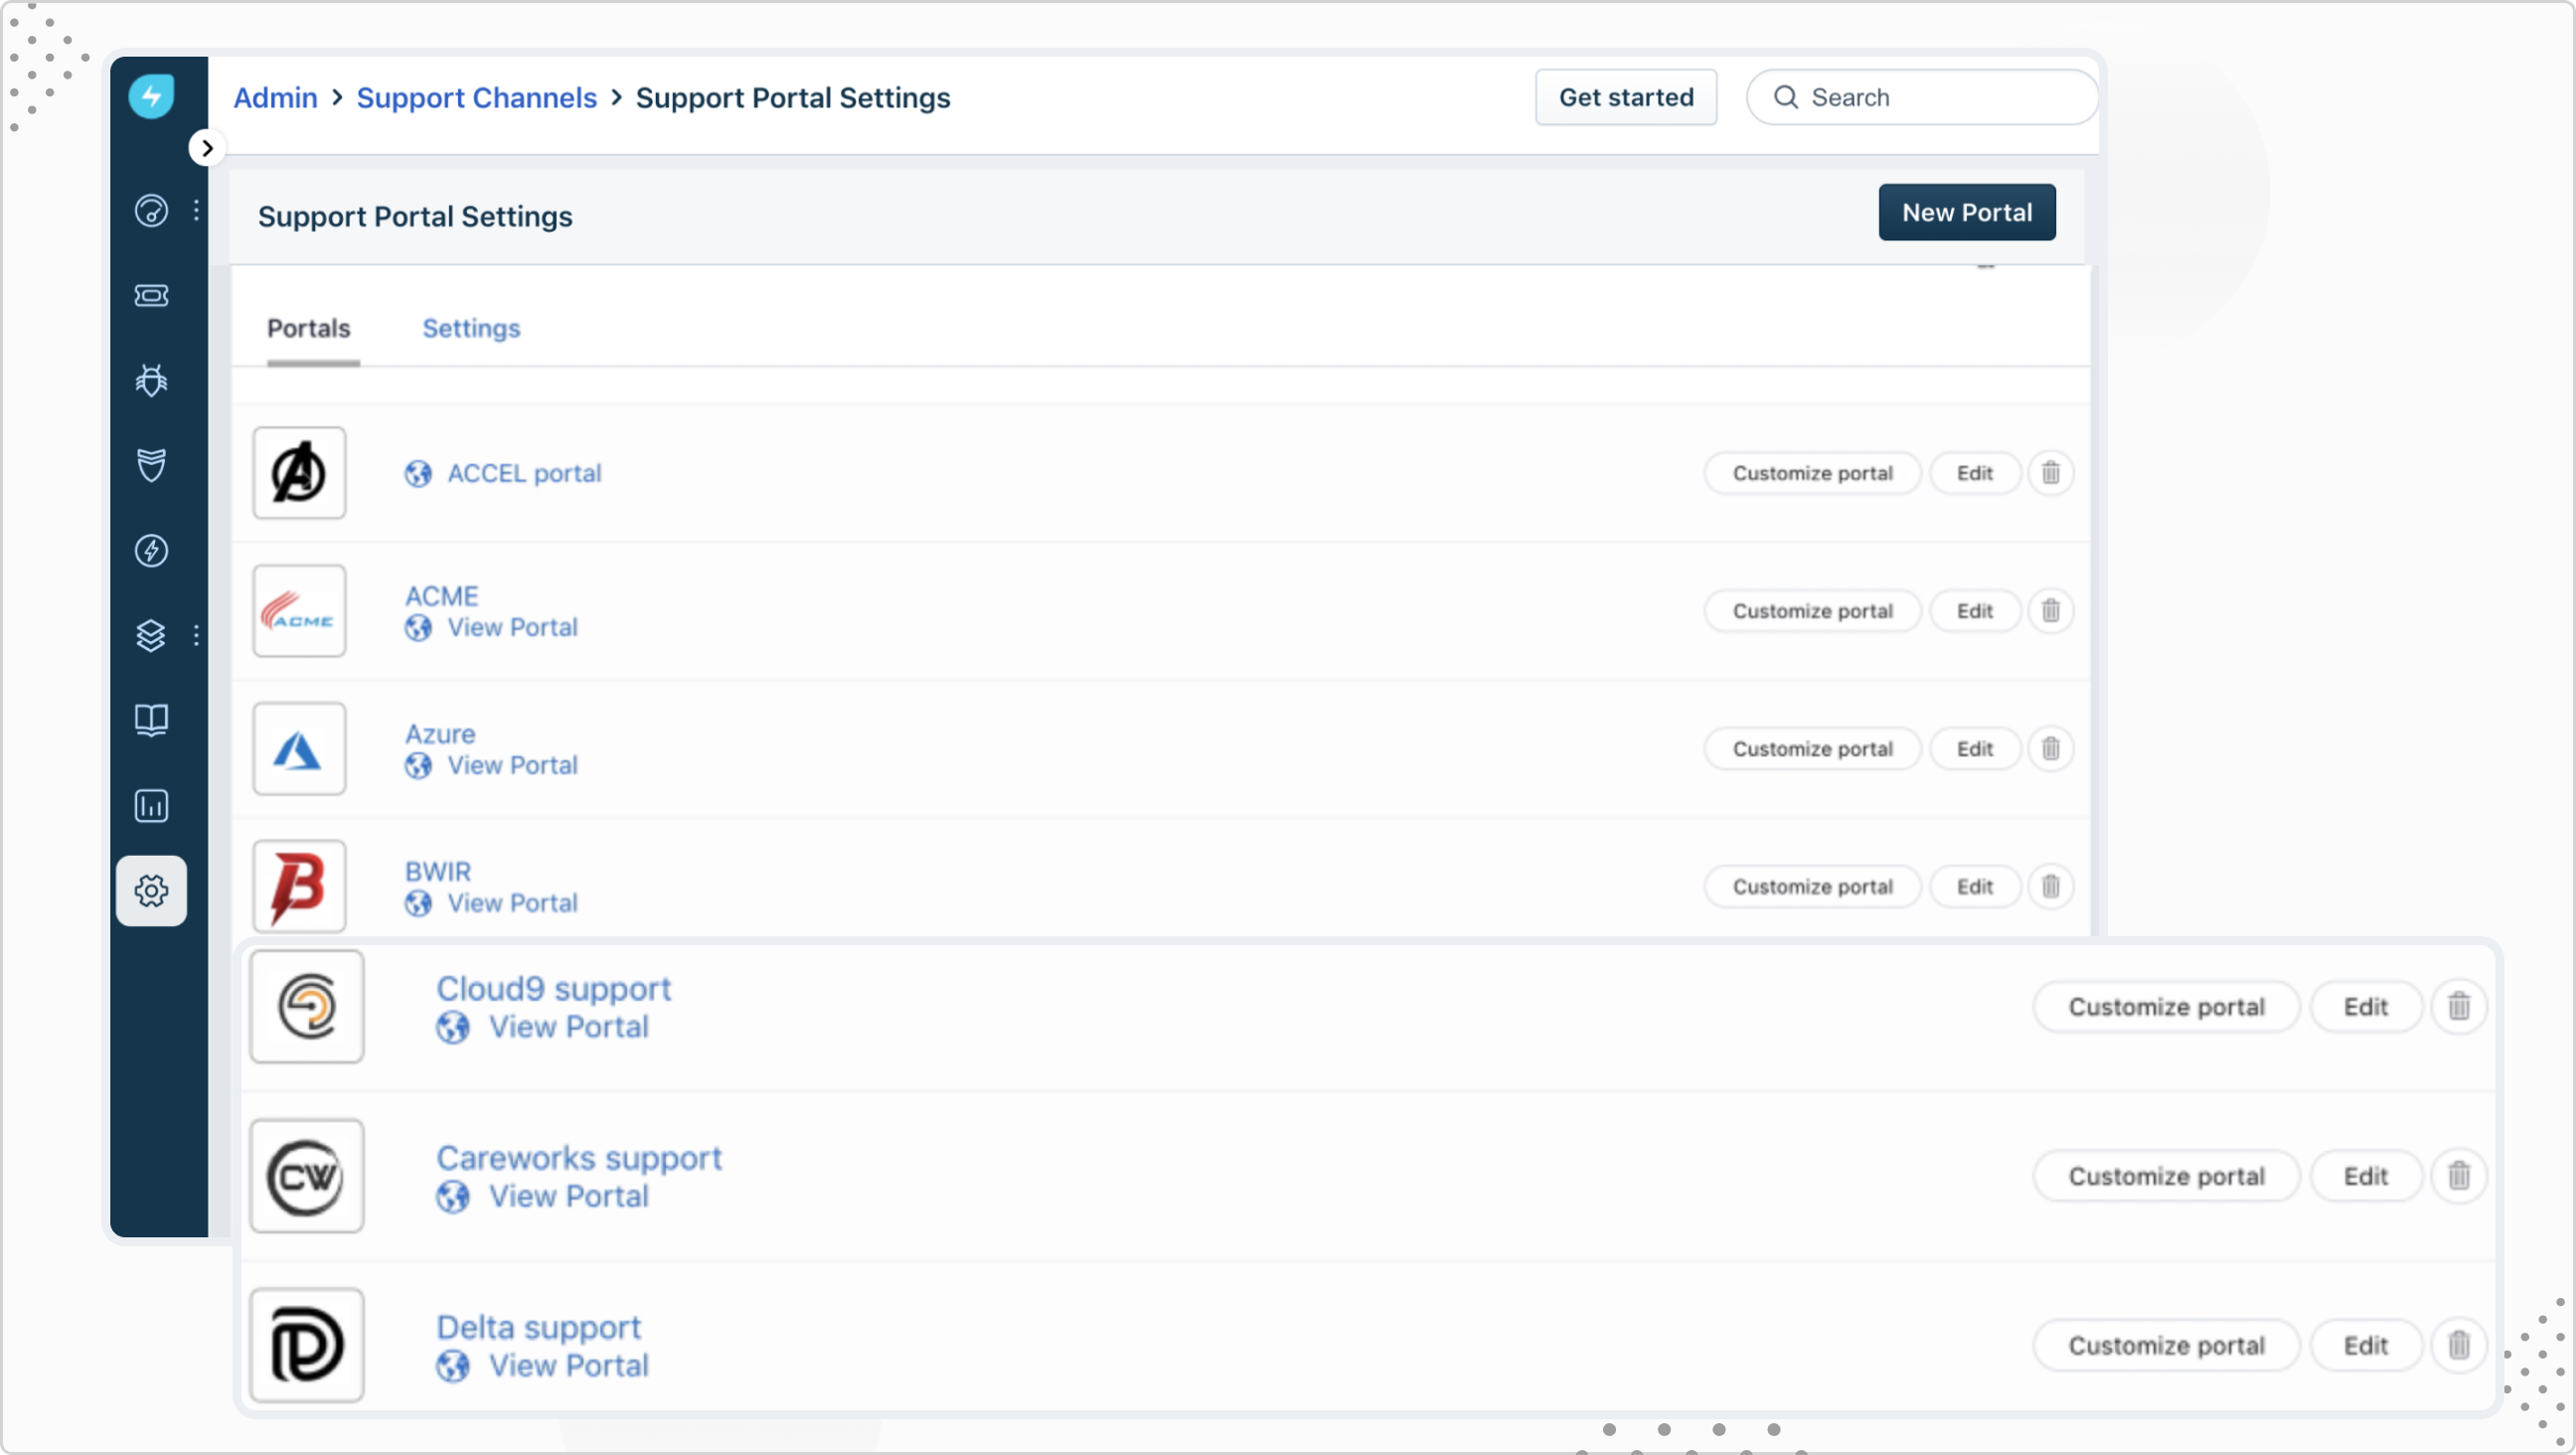 Admin > Support Channels > Support Portal Settings
Get started
Search
Support Portal Settings
New Portal
Portals
Settings
ACCEL portal
Customize portal
Edit
ACME
ACME
View Portal
Customize portal
Edit
Azure
View Portal
Customize portal
Edit
BWIR
View Portal
Customize portal
Edit
Cloud9 support
View Portal
Customize portal
Edit
CW
Careworks support
View Portal
Customize portal
Edit
Delta support
View Portal
Customize portal
Edit